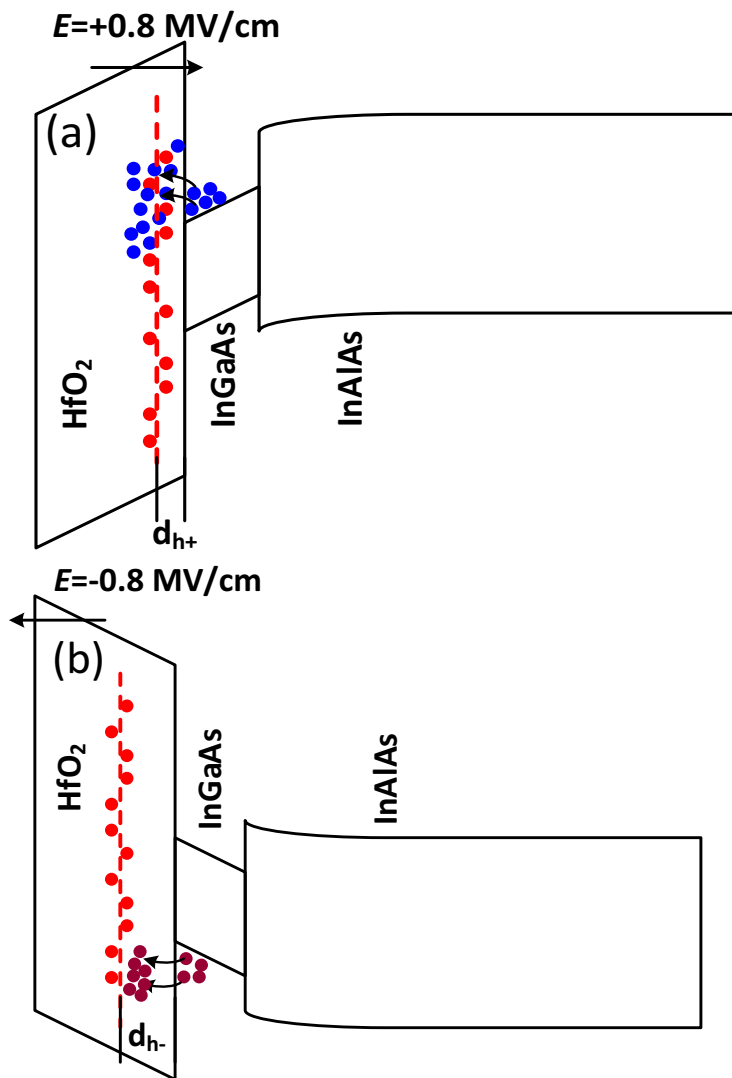 E=+0.8 MV/cm
(a)
HfO₂
InGaAs
InAlAs
dₕ₊
E=-0.8 MV/cm
(b)
HfO₂
InGaAs
InAlAs
dₕ₋